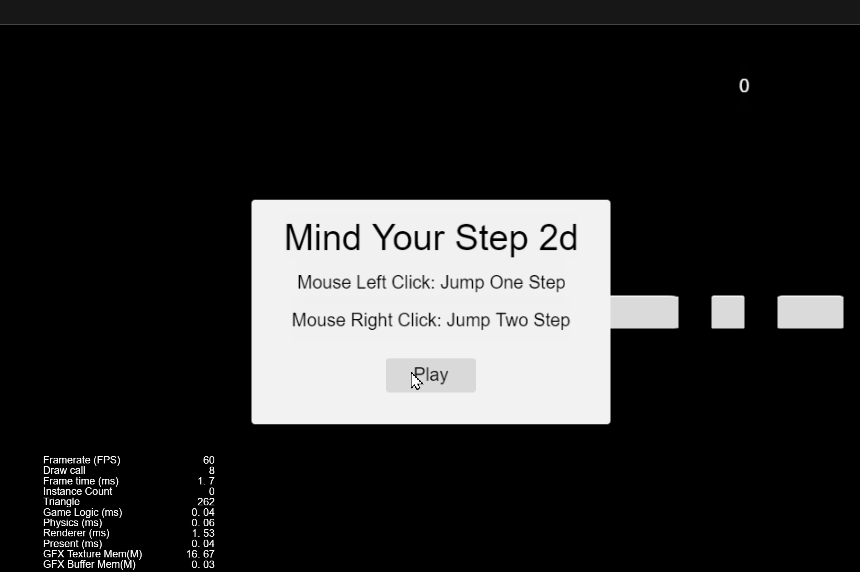 0
Mind Your Step 2d
Mouse Left Click: Jump One Step
Mouse Right Click: Jump Two Step
Play
Framerate (FPS) 60
Draw call 8
Frame time (ms) 1. 7
Instance Count 0
Triangle 262
Game Logic (ms) 0. 04
Physics (ms) 0. 06
Renderer (ms) 1. 53
Present (ms) 0. 04
GFX Texture Mem(M) 16. 67
GFX Buffer Mem(M) 0. 03